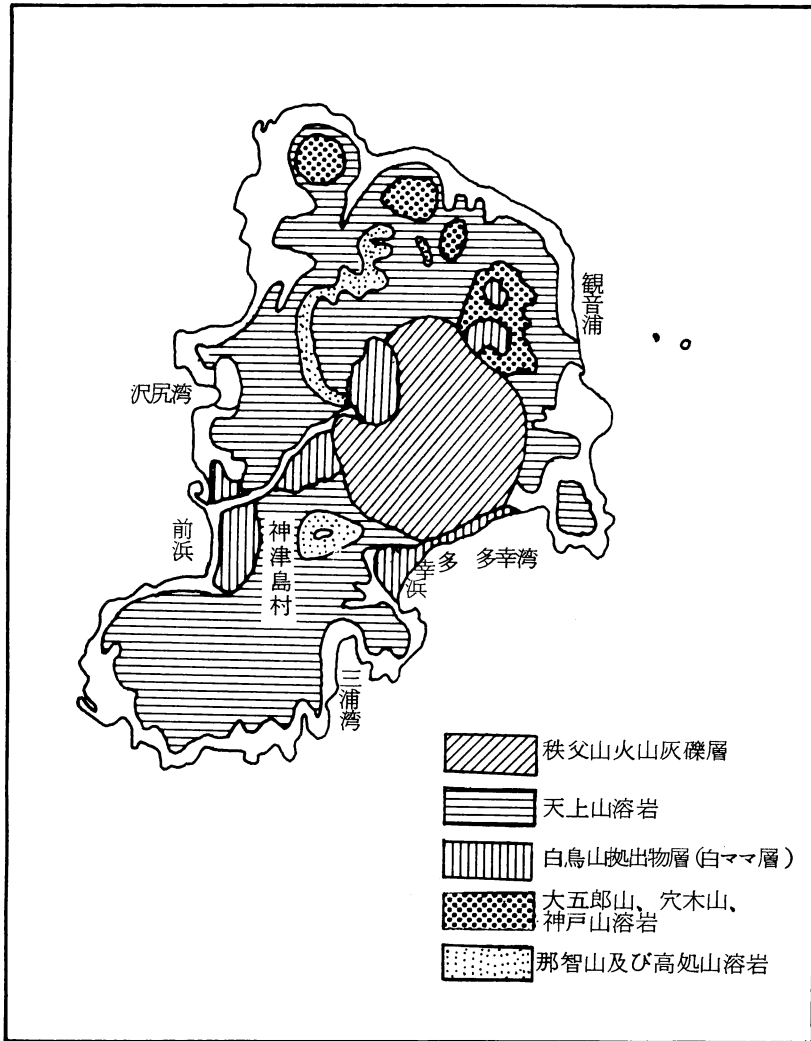 観音浦
沢尻湾
前浜
神津島村
多幸湾
多幸浜
三浦湾
秩父山火山灰礫層
天上山溶岩
白鳥山拠出物層(白ママ層)
大五郎山、穴木山、
神戸山溶岩
那智山及び高処山溶岩